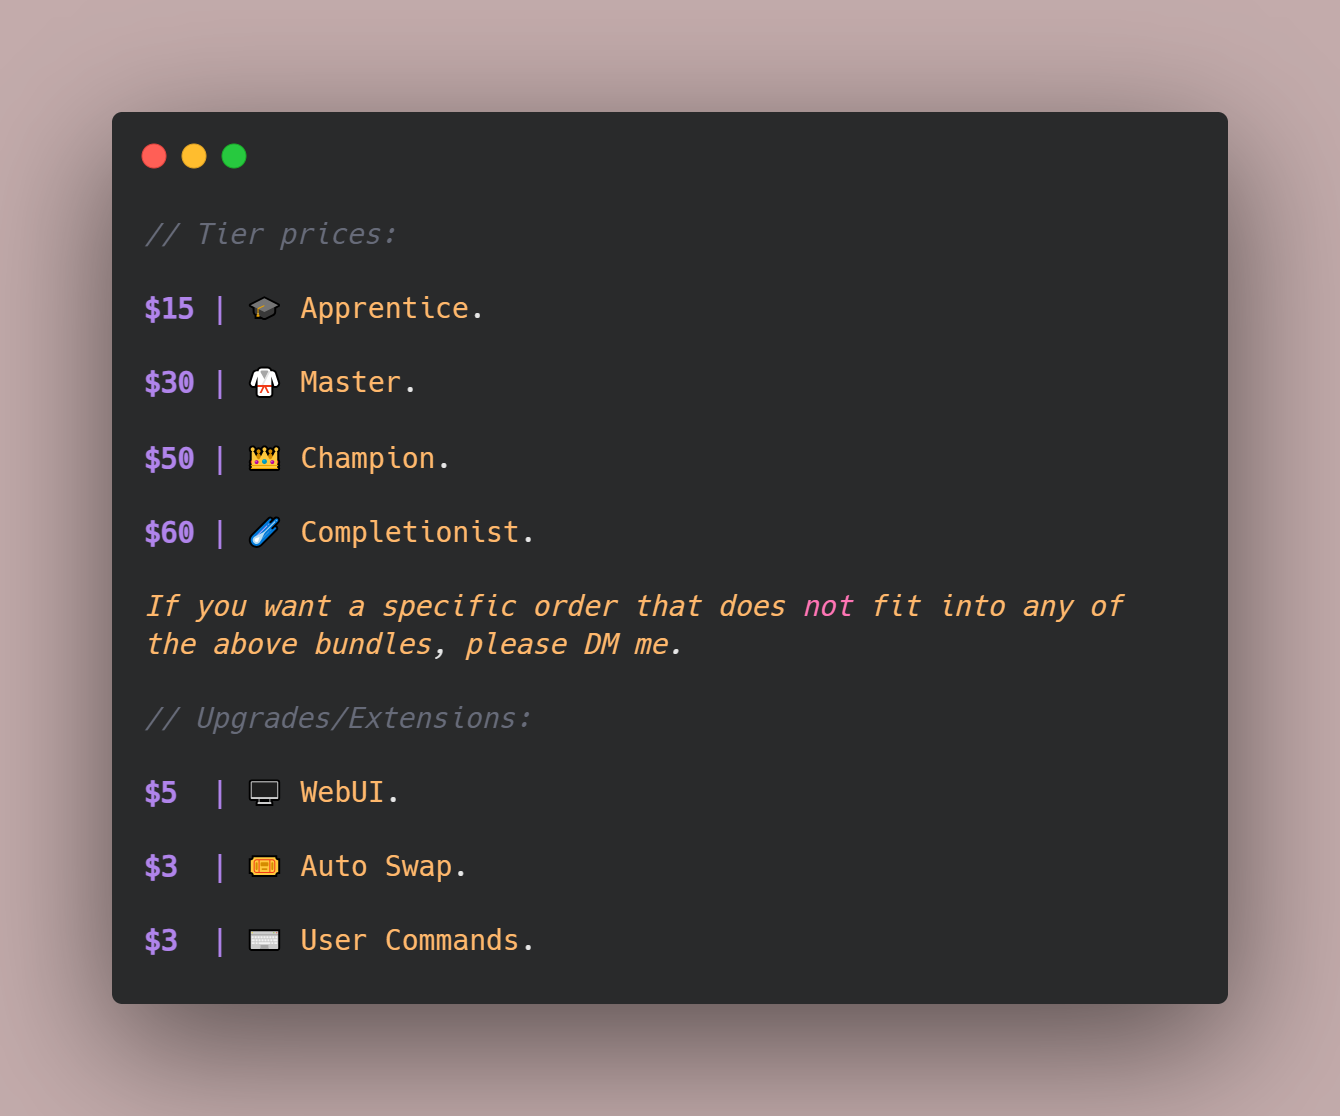 // Tier prices:
$15 | 🎓 Apprentice.
$30 | 🥋 Master.
$50 | 👑 Champion.
$60 | ☄️ Completionist.
If you want a specific order that does not fit into any of
the above bundles, please DM me.
// Upgrades/Extensions:
$5  | 🖥️ WebUI.
$3  | 🎟️ Auto Swap.
$3  | ⌨️ User Commands.